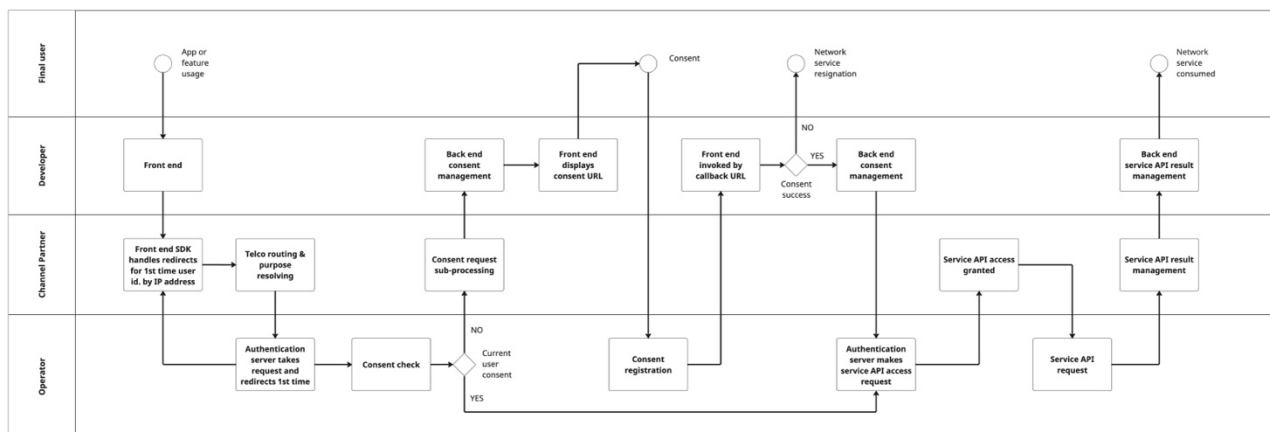 Final user
App or
feature
usage
Consent
Network
service
resignation
Network
service
consumed
Developer
Front end
Back end
consent
management
Front end
displays
consent URL
Front end
invoked by
callback URL
NO
YES
Consent
success
Back end
consent
management
Back end
service API result
management
Channel Partner
Front end SDK
handles redirects
for 1st time user
id. by IP address
Telco routing &
purpose
resolving
Consent request
sub-processing
Service API access
granted
Service API result
management
Operator
Authentication
server takes
request and
redirects 1st time
Consent check
NO
Current
user
consent
YES
Consent
registration
Authentication
server makes
service API access
request
Service API
request